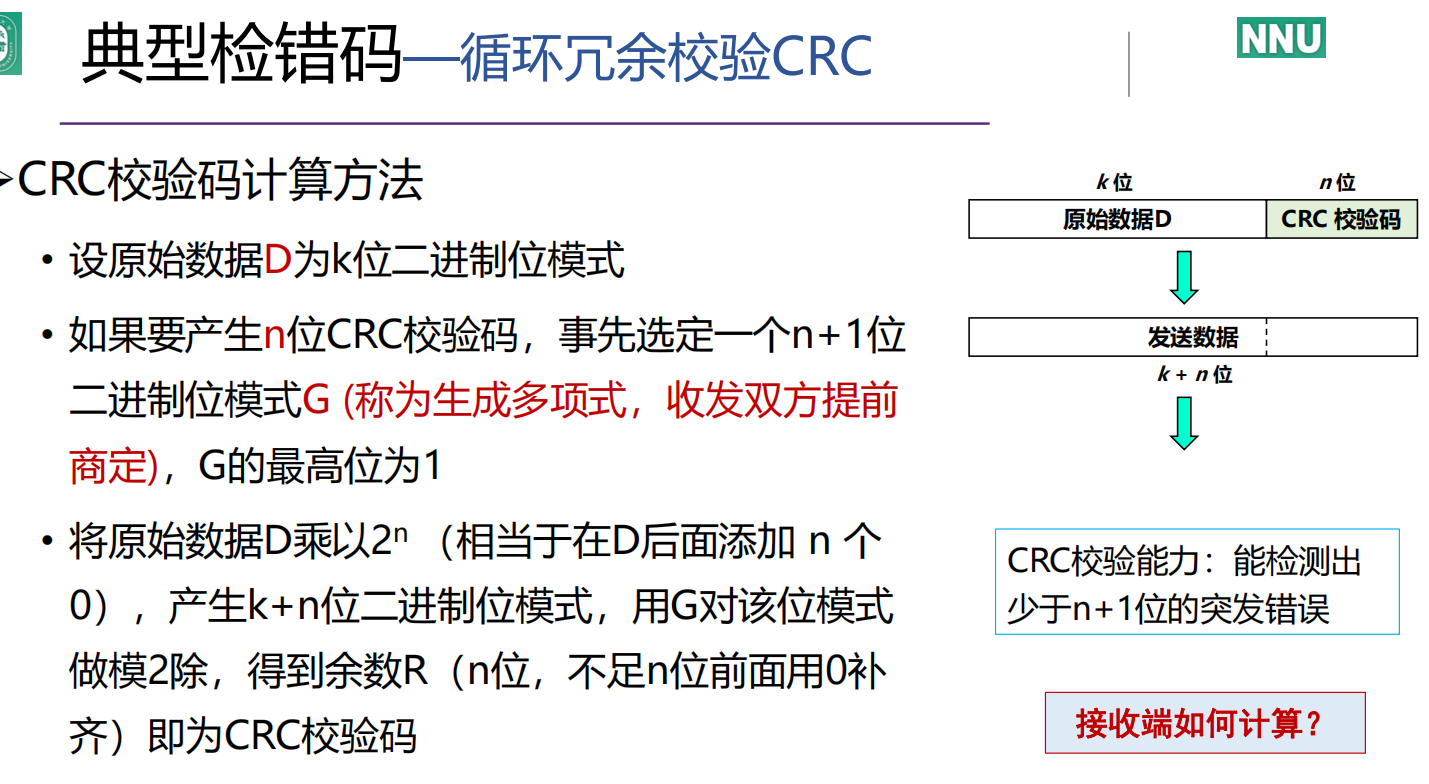 典型检错码—循环冗余校验CRC
NNU
➢CRC校验码计算方法
• 设原始数据D为k位二进制位模式
• 如果要产生n位CRC校验码，事先选定一个n+1位
二进制位模式G (称为生成多项式，收发双方提前
商定)，G的最高位为1
• 将原始数据D乘以2ⁿ （相当于在D后面添加 n 个
0），产生k+n位二进制位模式，用G对该位模式
做模2除，得到余数R（n位，不足n位前面用0补
齐）即为CRC校验码
k 位
n 位
原始数据D
CRC 校验码
发送数据
k + n 位
CRC校验能力：能检测出
少于n+1位的突发错误
接收端如何计算？